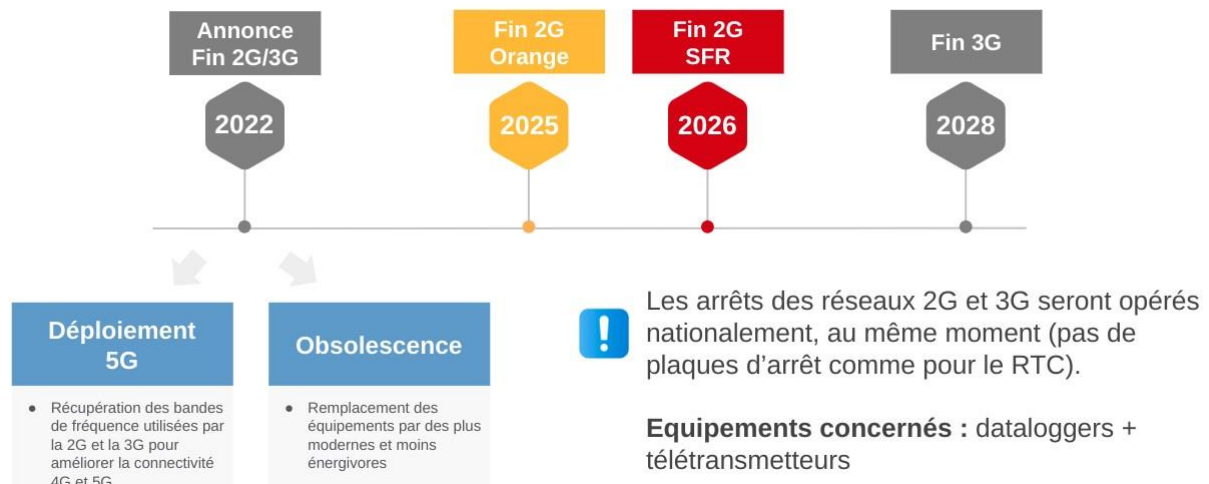 Annonce
Fin 2G/3G
Fin 2G
Orange
Fin 2G
SFR
Fin 3G
2022
2025
2026
2028
Déploiement
5G
● Récupération des bandes
de fréquence utilisées par
la 2G et la 3G pour
améliorer la connectivité
4G et 5G
Obsolescence
● Remplacement des
équipements par des plus
modernes et moins
énergivores
!
Les arrêts des réseaux 2G et 3G seront opérés
nationalement, au même moment (pas de
plaques d’arrêt comme pour le RTC).
Equipements concernés : dataloggers +
télétransmetteurs